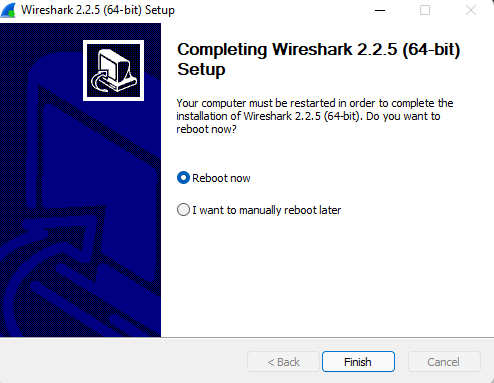 Wireshark 2.2.5 (64-bit) Setup
Completing Wireshark 2.2.5 (64-bit)
Setup
Your computer must be restarted in order to complete the
installation of Wireshark 2.2.5 (64-bit). Do you want to
reboot now?
Reboot now
I want to manually reboot later
< Back
Finish
Cancel